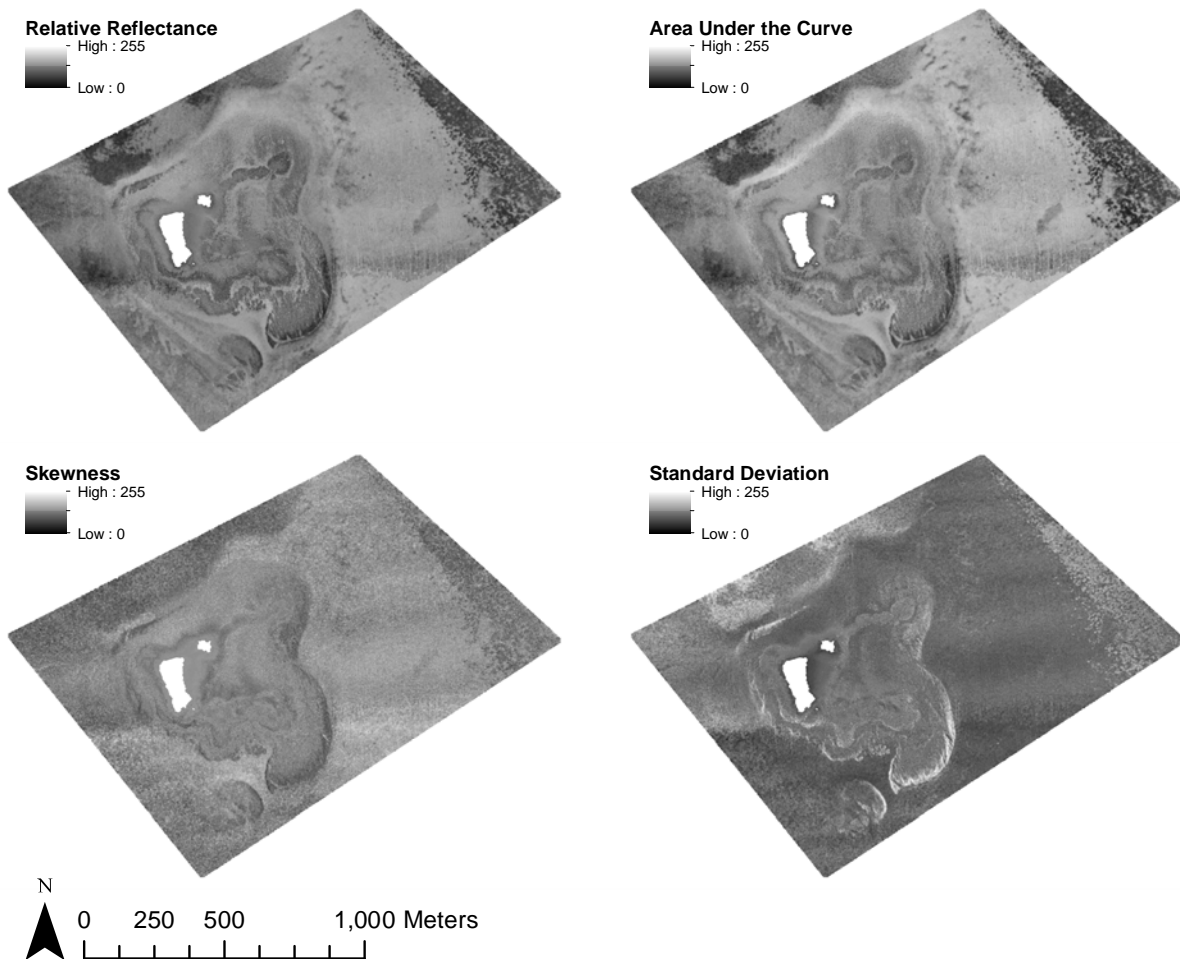 Relative Reflectance
High : 255
Low : 0
Area Under the Curve
High : 255
Low : 0
Skewness
High : 255
Low : 0
Standard Deviation
High : 255
Low : 0
N
0 250 500 1,000 Meters